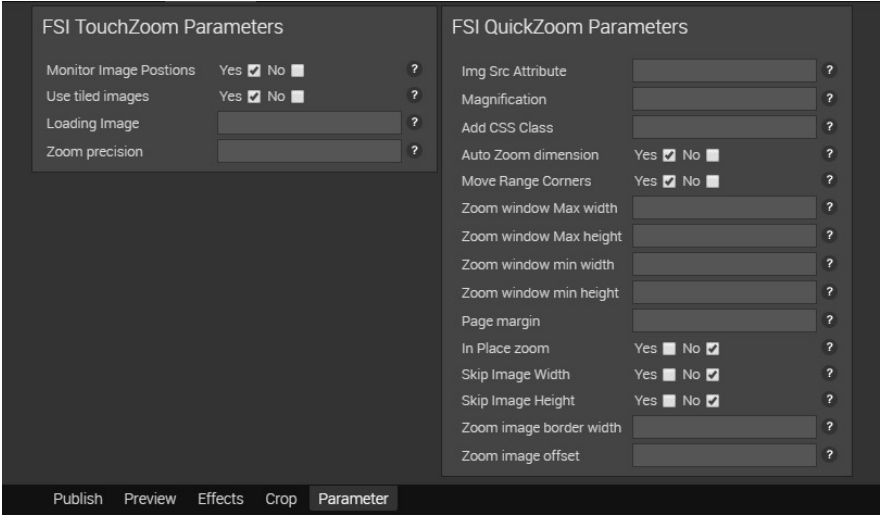 FSI TouchZoom Parameters
Monitor Image Postions Yes No ?
Use tiled images Yes No ?
Loading Image ?
Zoom precision ?
FSI QuickZoom Parameters
Img Src Attribute ?
Magnification ?
Add CSS Class ?
Auto Zoom dimension Yes No ?
Move Range Corners Yes No ?
Zoom window Max width ?
Zoom window Max height ?
Zoom window min width ?
Zoom window min height ?
Page margin ?
In Place zoom Yes No ?
Skip Image Width Yes No ?
Skip Image Height Yes No ?
Zoom image border width ?
Zoom image offset ?
Publish Preview Effects Crop Parameter